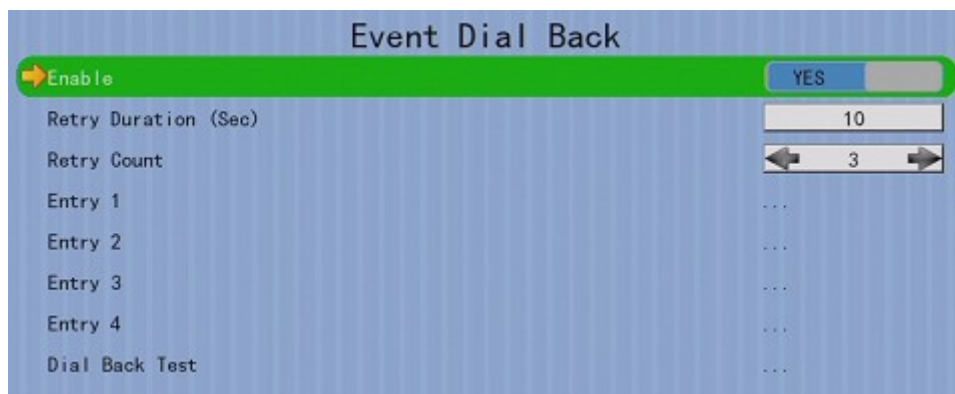 Event Dial Back
Enable YES
Retry Duration (Sec) 10
Retry Count 3
Entry 1 ...
Entry 2 ...
Entry 3 ...
Entry 4 ...
Dial Back Test ...